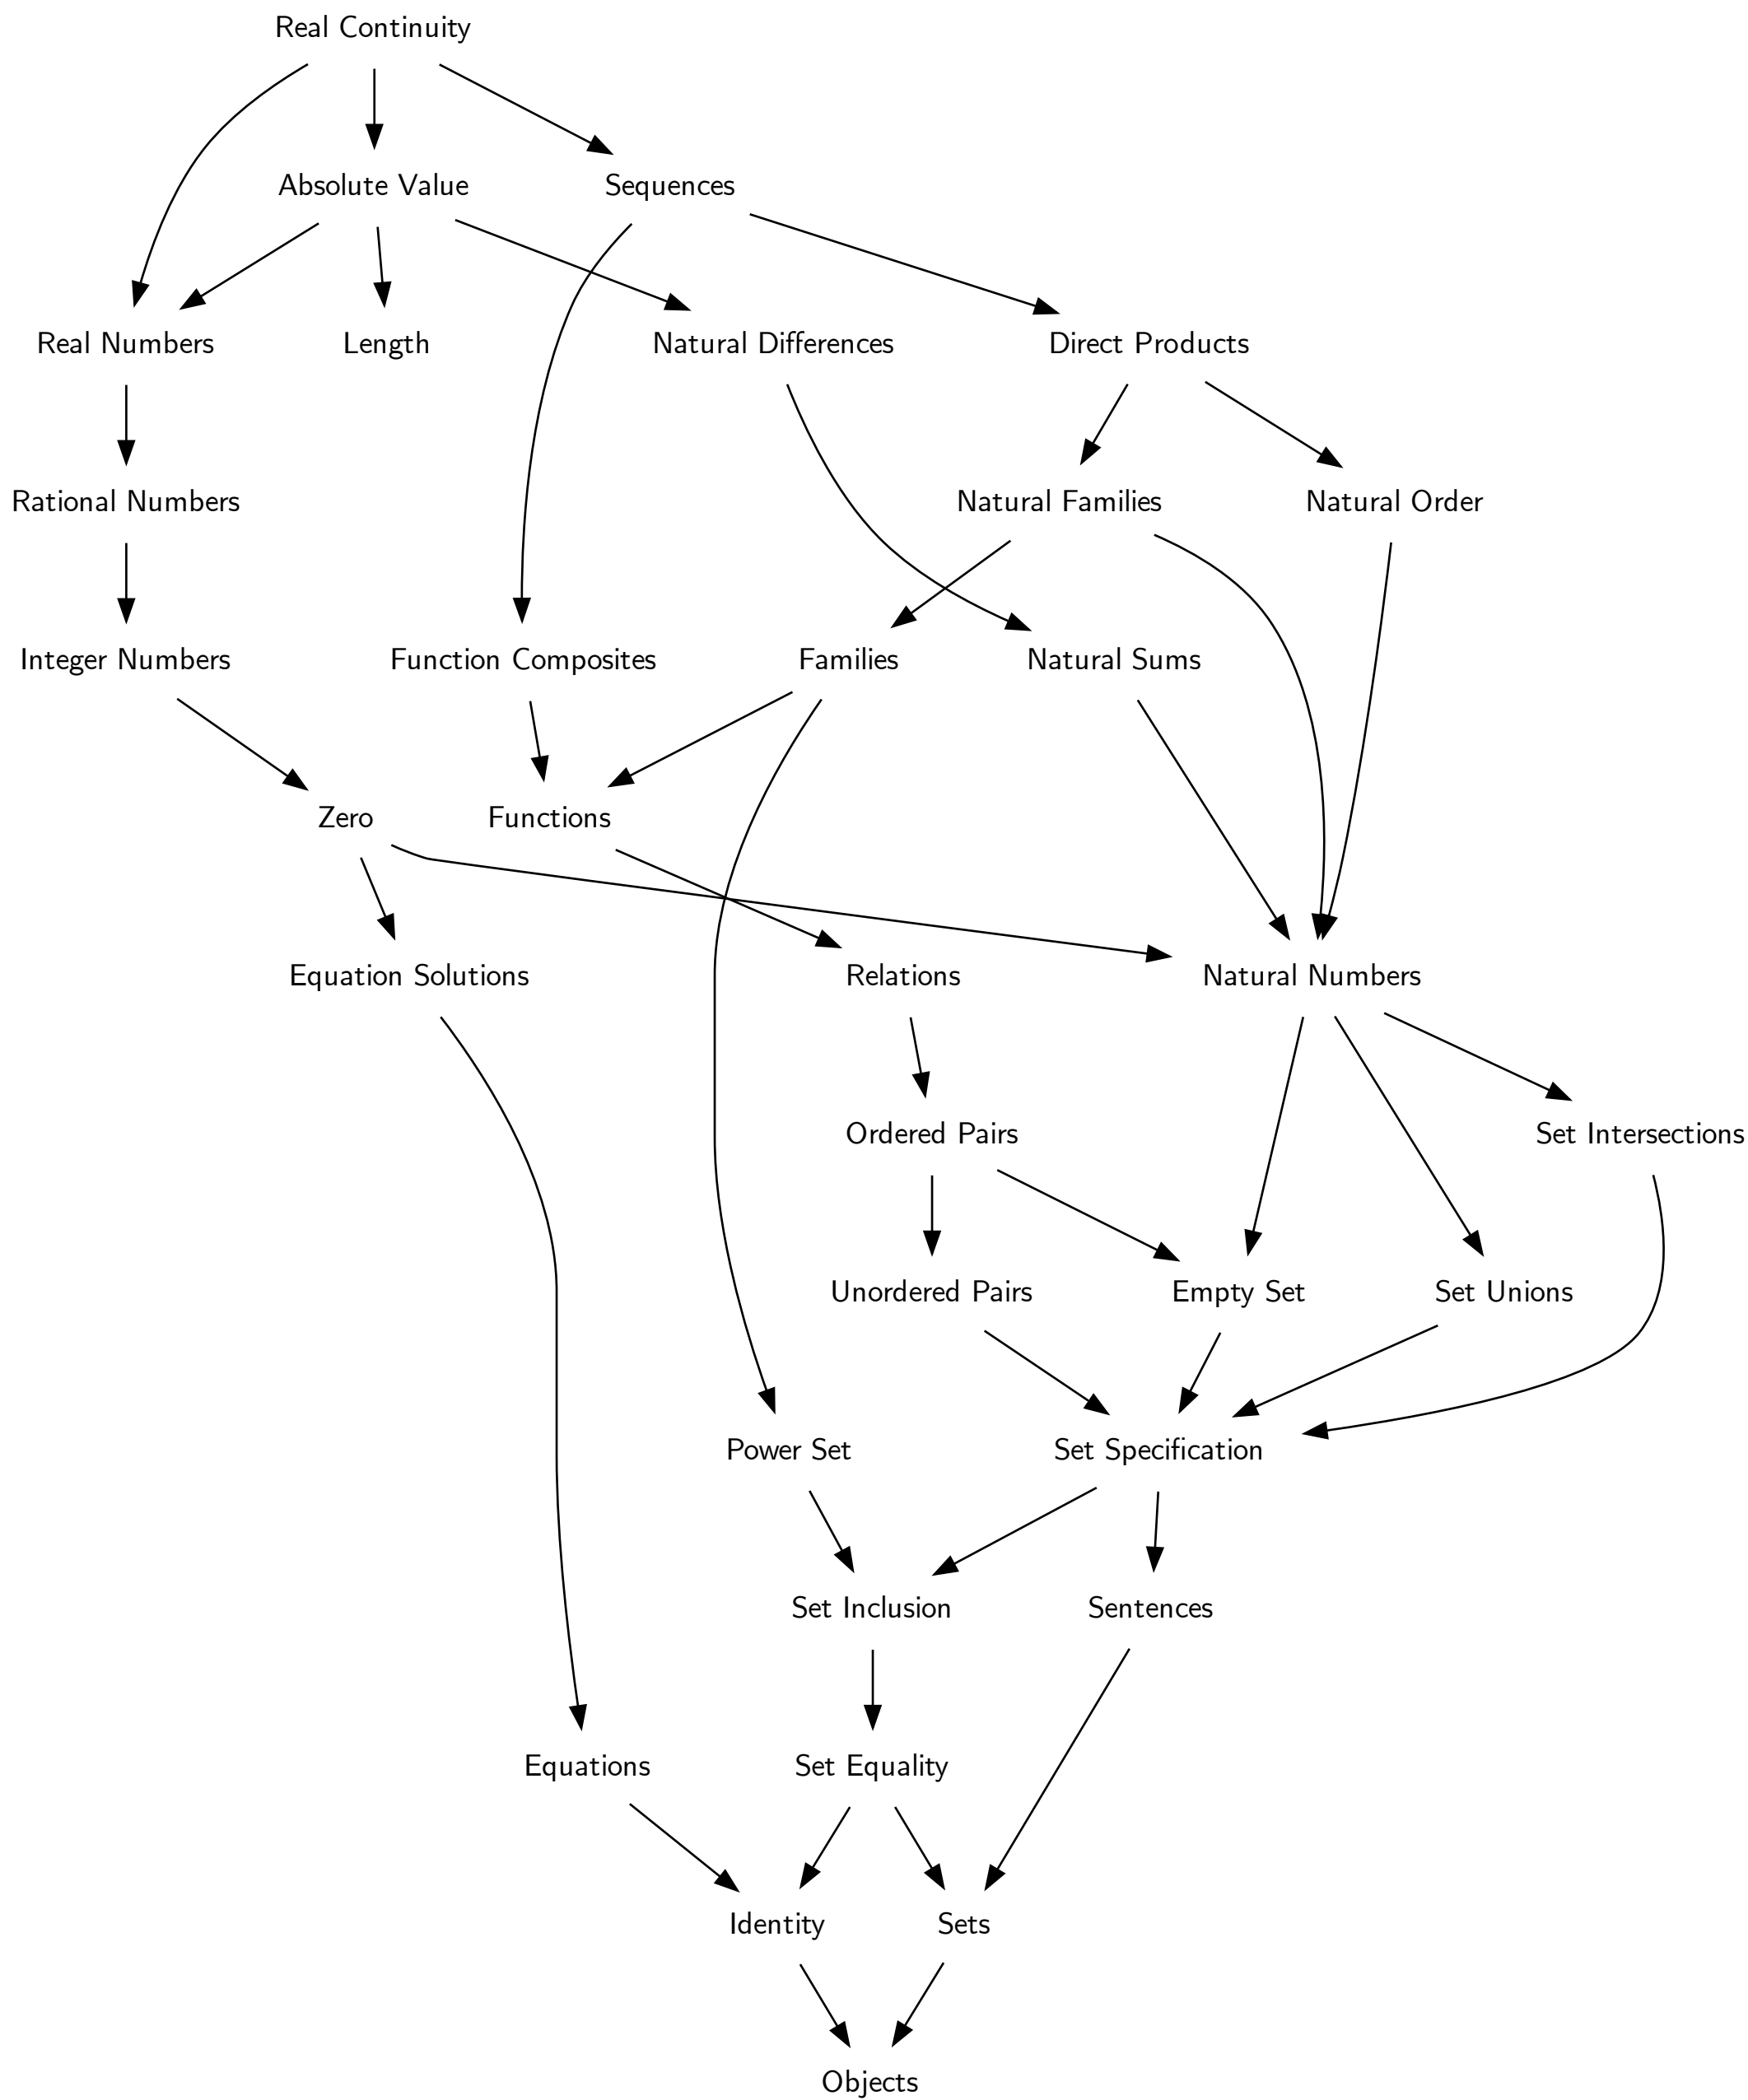 Real Continuity
Absolute Value
Sequences
Real Numbers
Length
Natural Differences
Direct Products
Rational Numbers
Natural Families
Natural Order
Integer Numbers
Function Composites
Families
Natural Sums
Zero
Functions
Equation Solutions
Relations
Natural Numbers
Ordered Pairs
Set Intersections
Unordered Pairs
Empty Set
Set Unions
Power Set
Set Specification
Set Inclusion
Sentences
Equations
Set Equality
Identity
Sets
Objects